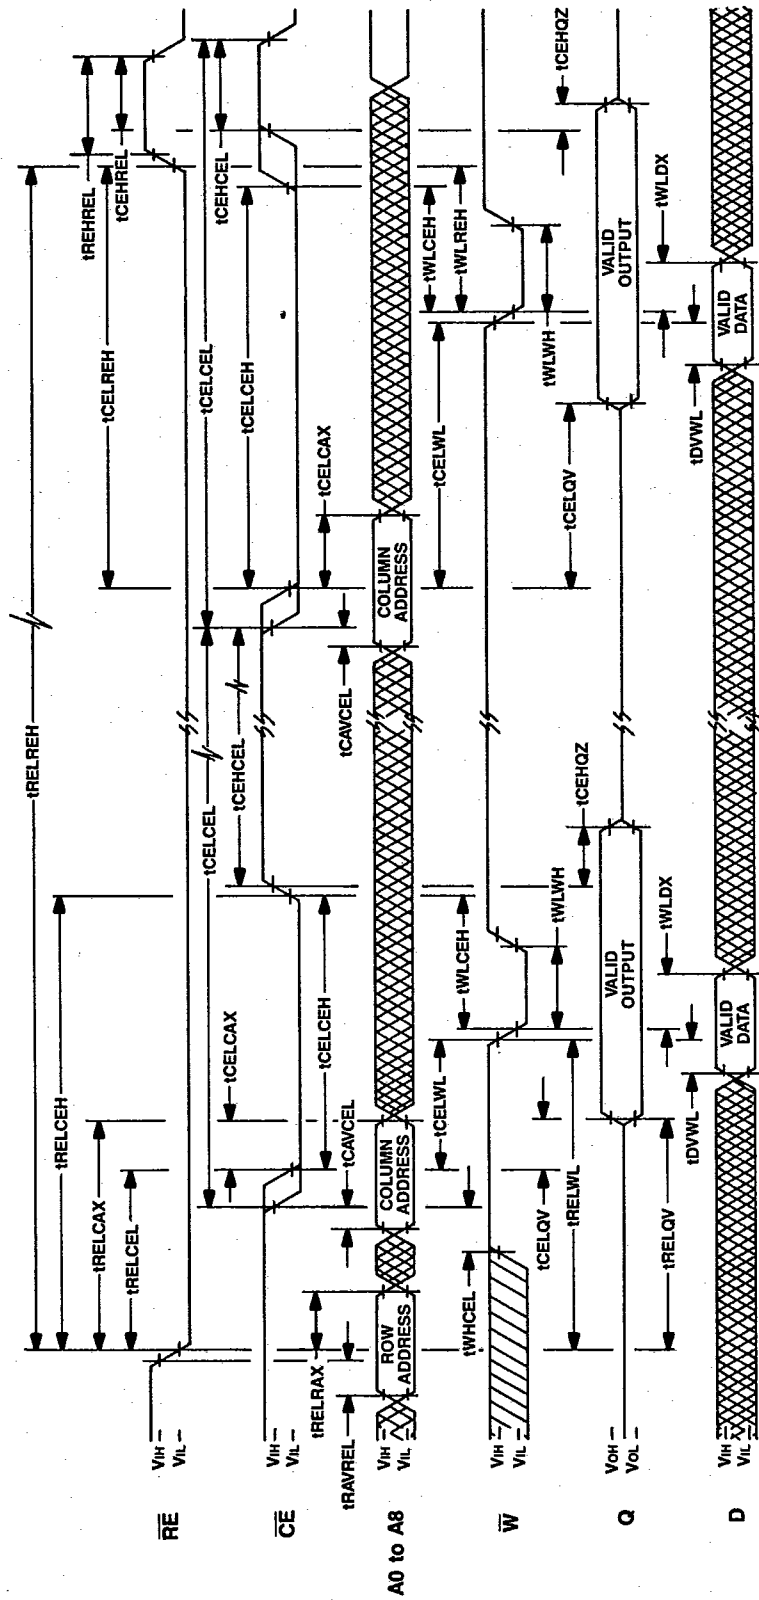 tRELREH
tREHREL
tRELCEH
tCELREH
tRELCAX
tCEHREL
tRELCEL
RE
VIH
VIL
tCELCEL
tCELCEL
tCEHCEL
tCELCAX
tCEHCEL
tCELCEH
CE
VIH
VIL
tRELRAX
tCAVCEL
tCELCEH
tCELCAX
tRAVREL
tCAVCEL
A0 to A8
VIH
VIL
ROW
ADDRESS
COLUMN
ADDRESS
COLUMN
ADDRESS
tCELWL
tWLCEH
tCELWL
tWLCEH
tWLREH
tWHCEL
W
VIH
VIL
tCELQV
tWLWH
tWLWH
tRELWL
tCEHQZ
tCELQV
tCEHQZ
Q
VOH
VOL
VALID
OUTPUT
VALID
OUTPUT
tRELQV
tWLDX
tWLDX
tDVWL
tDVWL
D
VIH
VIL
VALID
DATA
VALID
DATA